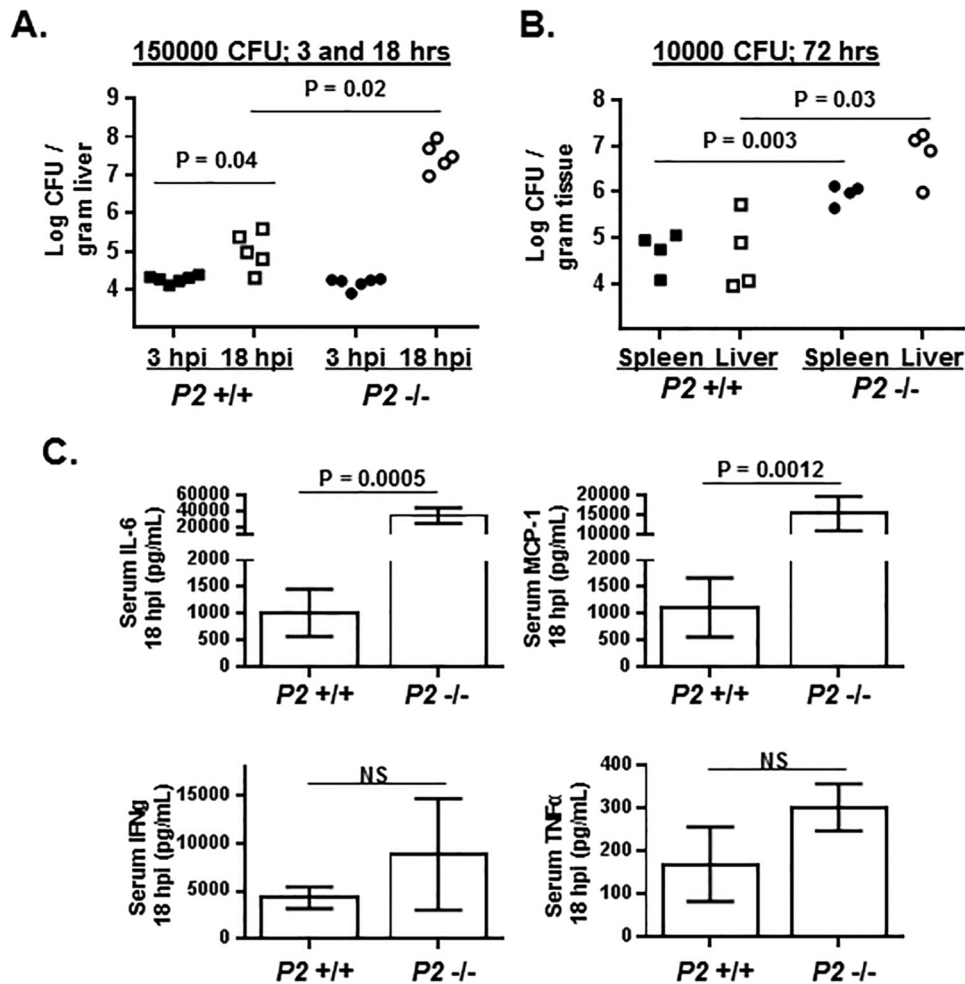 A.
150000 CFU; 3 and 18 hrs
P = 0.02
P = 0.04
Log CFU /
gram liver
9
8
7
6
5
4
3 hpi 18 hpi 3 hpi 18 hpi
P2 +/+ P2 -/-
B.
10000 CFU; 72 hrs
P = 0.03
P = 0.003
Log CFU /
gram tissue
8
7
6
5
4
Spleen Liver Spleen Liver
P2 +/+ P2 -/-
C.
P = 0.0005
Serum IL-6
18 hpi (pg/mL)
60000
40000
20000
2000
1500
1000
500
0
P2 +/+ P2 -/-
P = 0.0012
Serum MCP-1
18 hpi (pg/mL)
20000
10000
2000
1500
1000
500
0
P2 +/+ P2 -/-
NS
Serum IFNg
18 hpi (pg/mL)
15000
10000
5000
0
P2 +/+ P2 -/-
NS
Serum TNFα
18 hpi (pg/mL)
400
300
200
100
0
P2 +/+ P2 -/-